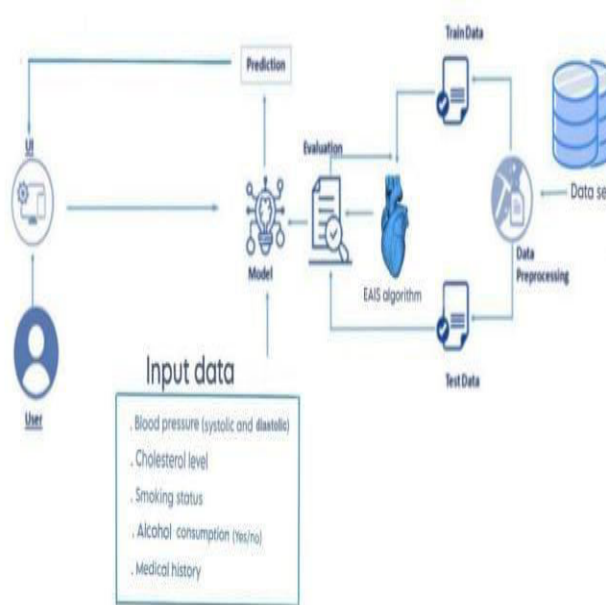 Train Data
Prediction
UI
Evaluation
Data se
Model
EAIS algorithm
Data
Preprocessing
Test Data
User
Input data
. Blood pressure (systolic and diastolic)
. Cholesterol level
. Smoking status
. Alcohol consumption (Yes/no)
. Medical history